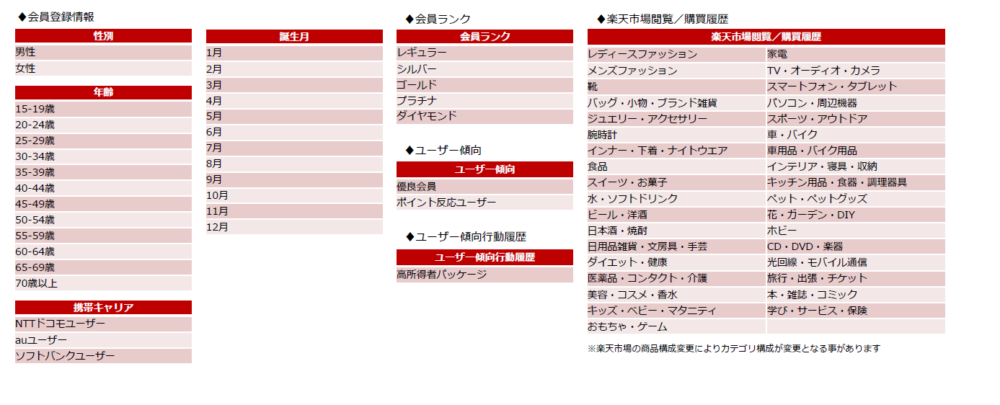 ◆会員登録情報
性別
男性
女性
年齢
15-19歳
20-24歳
25-29歳
30-34歳
35-39歳
40-44歳
45-49歳
50-54歳
55-59歳
60-64歳
65-69歳
70歳以上
携帯キャリア
NTTドコモユーザー
auユーザー
ソフトバンクユーザー
誕生月
1月
2月
3月
4月
5月
6月
7月
8月
9月
10月
11月
12月
◆会員ランク
会員ランク
レギュラー
シルバー
ゴールド
プラチナ
ダイヤモンド
◆ユーザー傾向
ユーザー傾向
優良会員
ポイント反応ユーザー
◆ユーザー傾向行動履歴
ユーザー傾向行動履歴
高所得者パッケージ
◆楽天市場閲覧／購買履歴
楽天市場閲覧／購買履歴
レディースファッション 家電
メンズファッション TV・オーディオ・カメラ
靴 スマートフォン・タブレット
バッグ・小物・ブランド雑貨 パソコン・周辺機器
ジュエリー・アクセサリー スポーツ・アウトドア
腕時計 車・バイク
インナー・下着・ナイトウエア 車用品・バイク用品
食品 インテリア・寝具・収納
スイーツ・お菓子 キッチン用品・食器・調理器具
水・ソフトドリンク ペット・ペットグッズ
ビール・洋酒 花・ガーデン・DIY
日本酒・焼酎 ホビー
日用品雑貨・文房具・手芸 CD・DVD・楽器
ダイエット・健康 光回線・モバイル通信
医薬品・コンタクト・介護 旅行・出張・チケット
美容・コスメ・香水 本・雑誌・コミック
キッズ・ベビー・マタニティ 学び・サービス・保険
おもちゃ・ゲーム
※楽天市場の商品構成変更によりカテゴリ構成が変更となる事があります